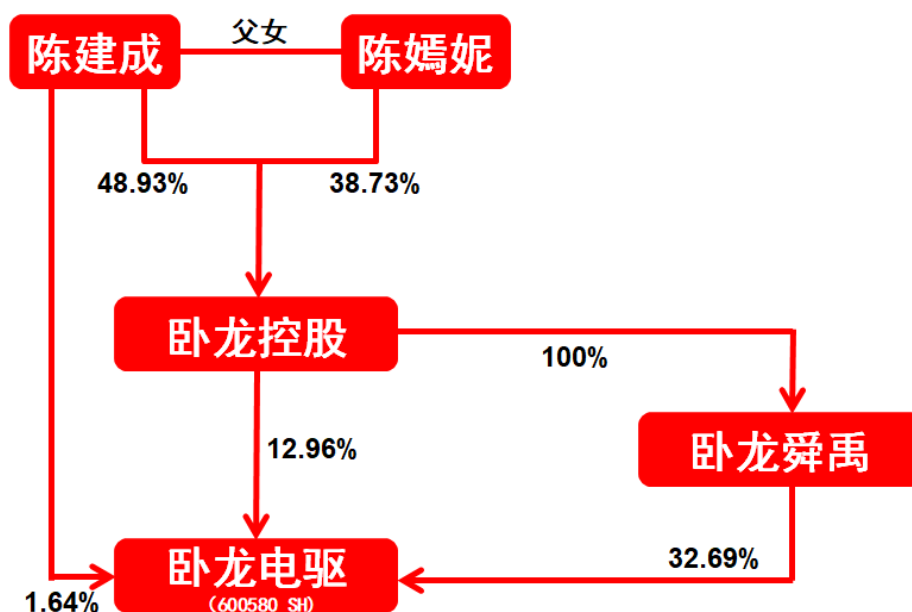 陈建成
父女
陈嫣妮
48.93%
38.73%
卧龙控股
100%
12.96%
卧龙舜禹
卧龙电驱
(600580 SH)
32.69%
1.64%